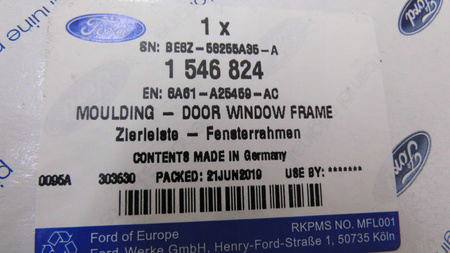 Ford
1 x
SN: BE8Z-58255A35-A
1 546 824
EN: 6A61-A25459-AC
MOULDING - DOOR WINDOW FRAME
Zierleiste - Fensterrahmen
CONTENTS MADE IN Germany
0095A 303530 PACKED: 21JUN2019 USE BY: *******
Ford of Europe RKPMS NO. MFL001
Ford-Werke GmbH, Henry-Ford-Straße 1, 50735 Köln
Ford